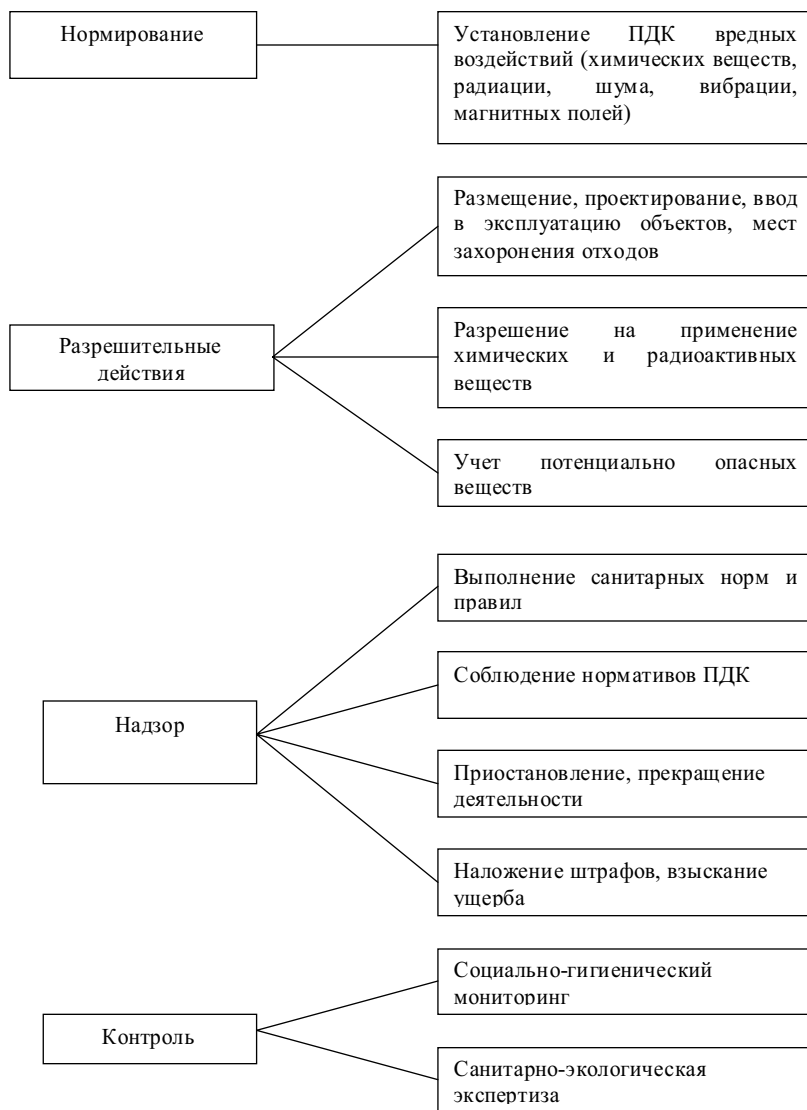 Нормирование
Установление ПДК вредных
воздействий (химических веществ,
радиации, шума, вибрации,
магнитных полей)
Размещение, проектирование, ввод
в эксплуатацию объектов, мест
захоронения отходов
Разрешительные
действия
Разрешение на применение
химических и радиоактивных
веществ
Учет потенциально опасных
веществ
Надзор
Выполнение санитарных норм и
правил
Соблюдение нормативов ПДК
Приостановление, прекращение
деятельности
Наложение штрафов, взыскание
ущерба
Контроль
Социально-гигиенический
мониторинг
Санитарно-экологическая
экспертиза